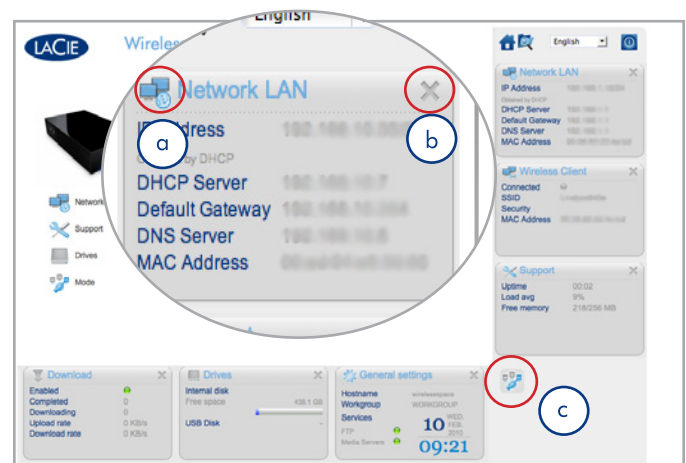 LACIE
Wireles
English
Network LAN
a
b
IP Address
by DHCP
DHCP Server
Default Gateway
DNS Server
MAC Address
Network
Support
Drives
Mode
English
Network LAN
IP Address
Obtained by DHCP
DHCP Server
Default Gateway
DNS Server
MAC Address
Wireless Client
Connected
SSID
Security
MAC Address
Support
Uptime 00:02
Load avg 9%
Free memory 218/256 MB
Download
Enabled
Completed 0
Downloading 0
Upload rate 0 KB/s
Download rate 0 KB/s
Drives
Internal disk
Free space 438.1 GB
USB Disk -
General settings
Hostname wirelessspace
Workgroup WORKGROUP
Services
FTP
Media Servers
WED.
10 FEB.
2010
09:21
c